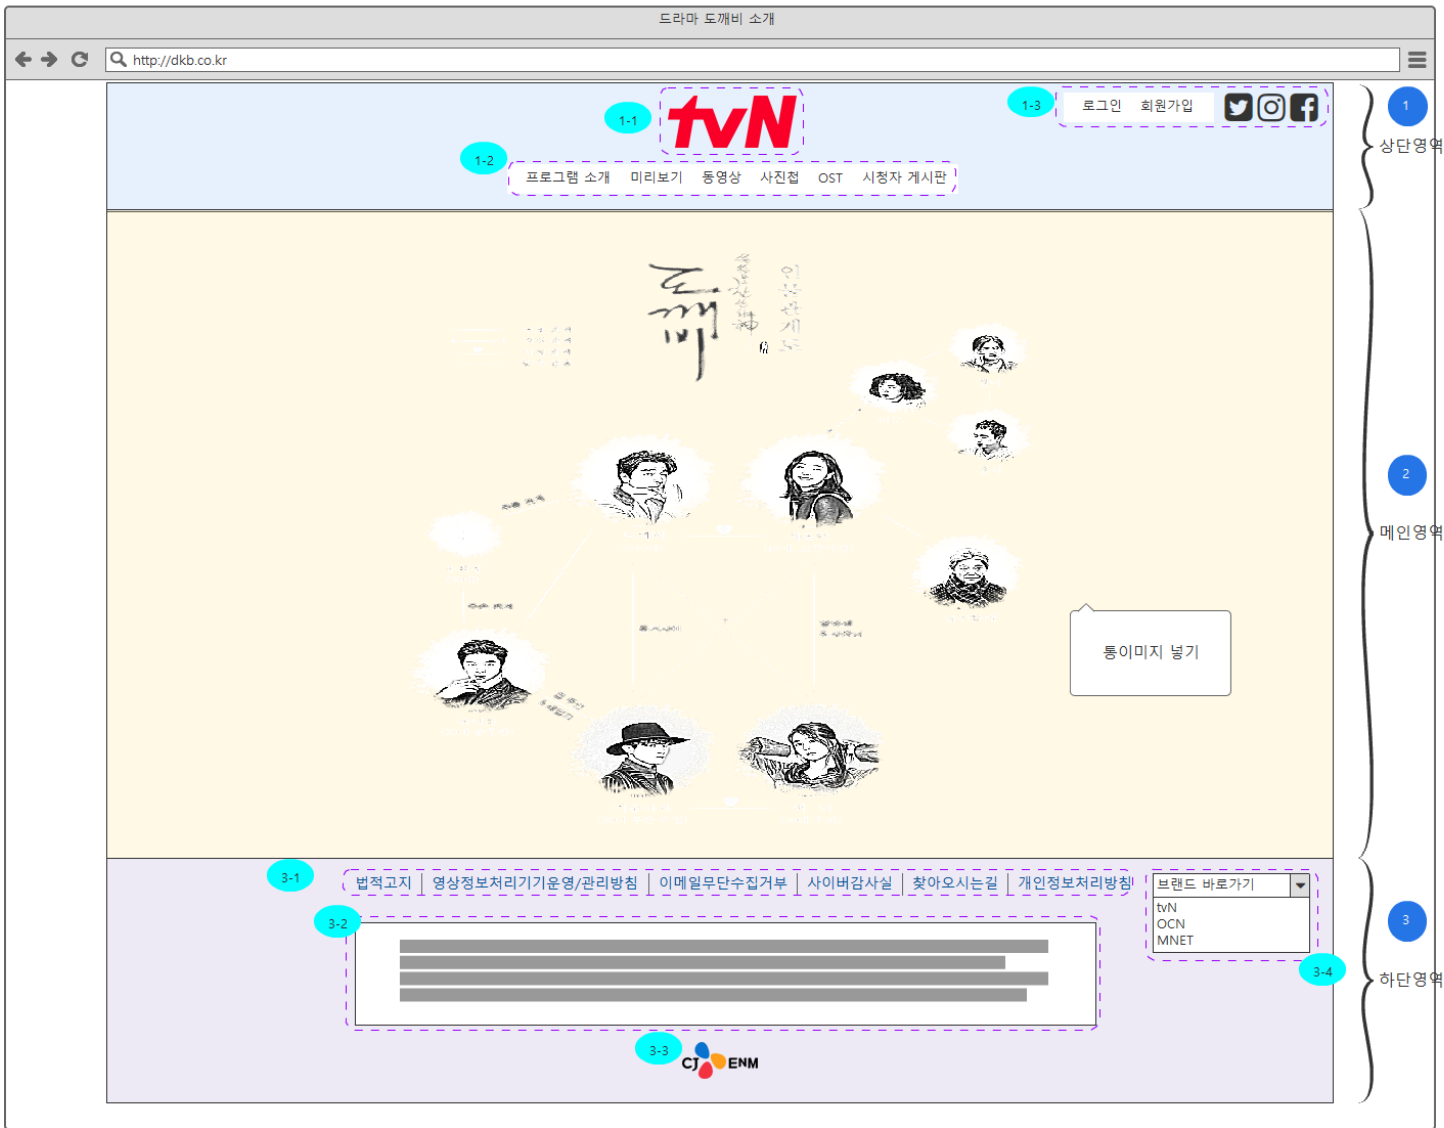 드라마 도깨비 소개
http://dkb.co.kr
1-1
tvN
1-3
로그인 회원가입
1
상단영역
1-2
프로그램 소개 미리보기 동영상 사진첩 OST 시청자 게시판
도깨비
인물관계도
2
메인영역
통이미지 넣기
3-1
법적고지 영상정보처리기기운영/관리방침 이메일무단수집거부 사이버감사실 찾아오시는길 개인정보처리방침
브랜드 바로가기
tvN
OCN
MNET
3-2
3
3-4
하단영역
3-3
CJ ENM